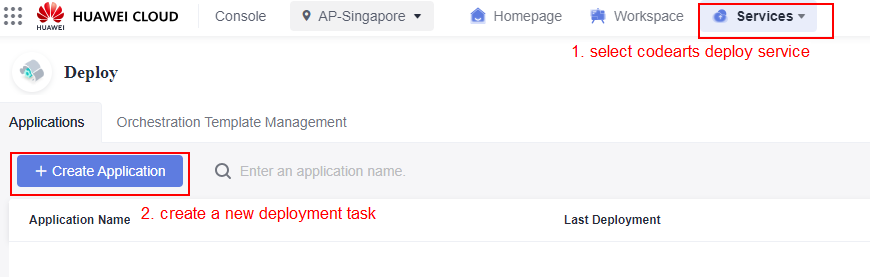 HUAWEI
HUAWEI CLOUD
Console
AP-Singapore
Homepage
Workspace
Services
1. select codearts deploy service
Deploy
Applications
Orchestration Template Management
+ Create Application
Enter an application name.
Application Name
2. create a new deployment task
Last Deployment